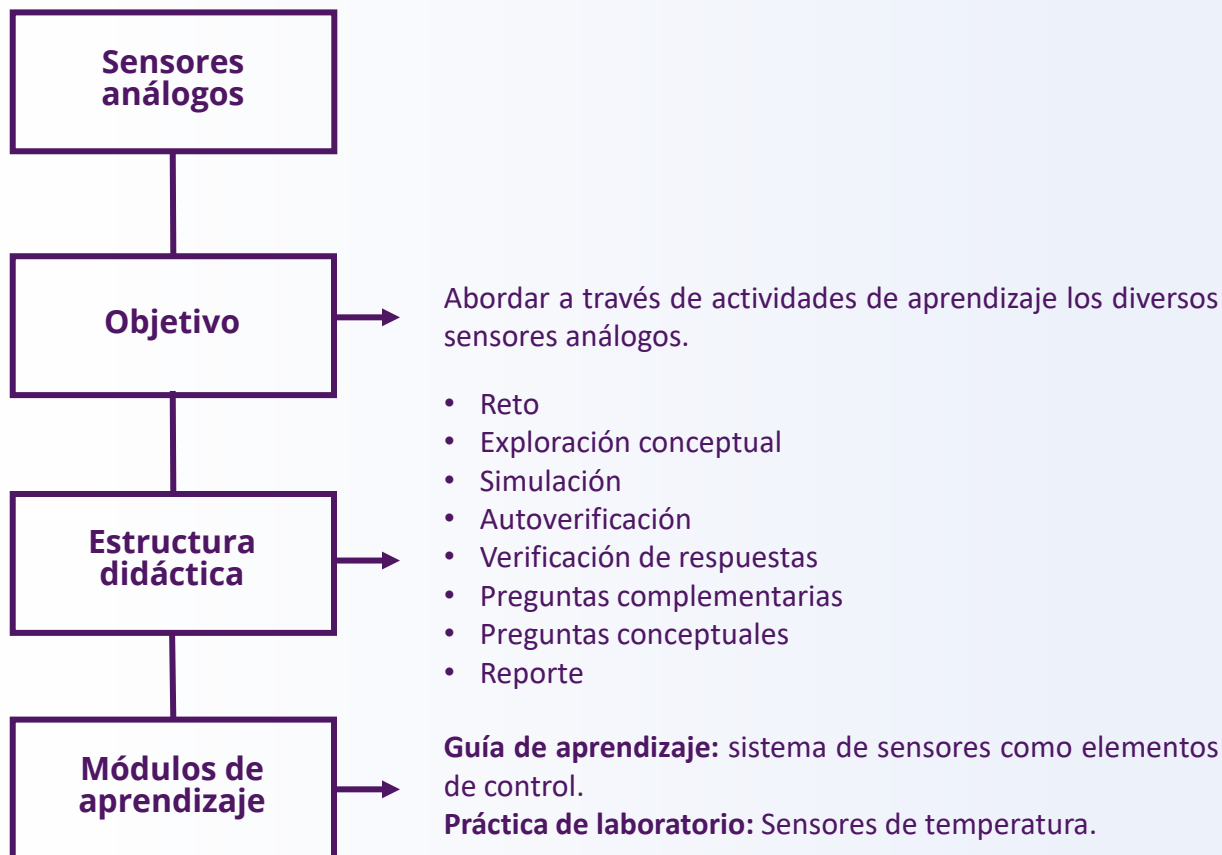 Sensores
análogos
Objetivo
Abordar a través de actividades de aprendizaje los diversos
sensores análogos.
Estructura
didáctica
• Reto
• Exploración conceptual
• Simulación
• Autoverificación
• Verificación de respuestas
• Preguntas complementarias
• Preguntas conceptuales
• Reporte
Módulos de
aprendizaje
Guía de aprendizaje: sistema de sensores como elementos
de control.
Práctica de laboratorio: Sensores de temperatura.